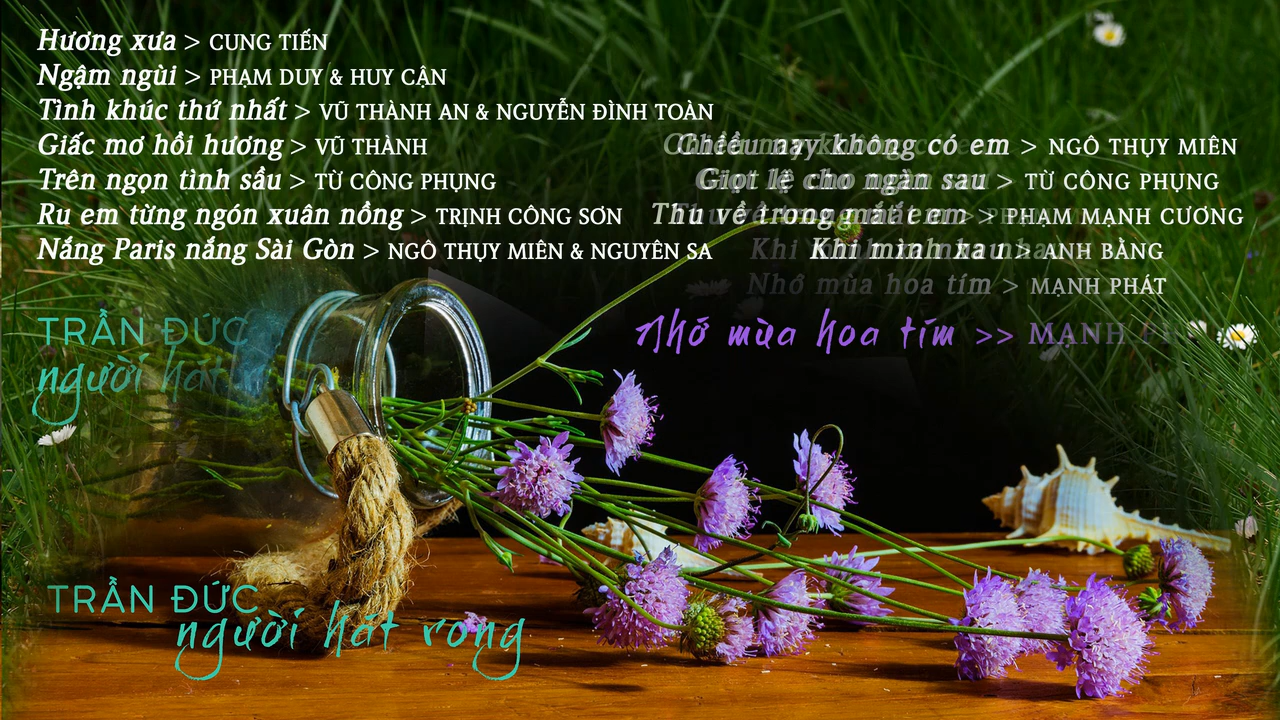 Hương xưa > CUNG TIẾN
Ngậm ngùi > PHẠM DUY & HUY CẬN
Tình khúc thứ nhất > VŨ THÀNH AN & NGUYỄN ĐÌNH TOÀN
Giấc mơ hồi hương > VŨ THÀNH
Trên ngọn tình sầu > TỪ CÔNG PHỤNG
Ru em từng ngón xuân nồng > TRỊNH CÔNG SƠN
Nắng Paris nắng Sài Gòn > NGÔ THỤY MIÊN & NGUYÊN SA
Chiều nay không có em > NGÔ THỤY MIÊN
Giọt lệ cho ngàn sau > TỪ CÔNG PHỤNG
Thu về trong mắt em > PHẠM MẠNH CƯƠNG
Khi mình xa > ANH BẰNG
Nhớ mùa hoa tím > MẠNH PHÁT
Nhớ mùa hoa tím >> MẠNH
TRẦN ĐỨC
người hát
TRẦN ĐỨC
người hát rong